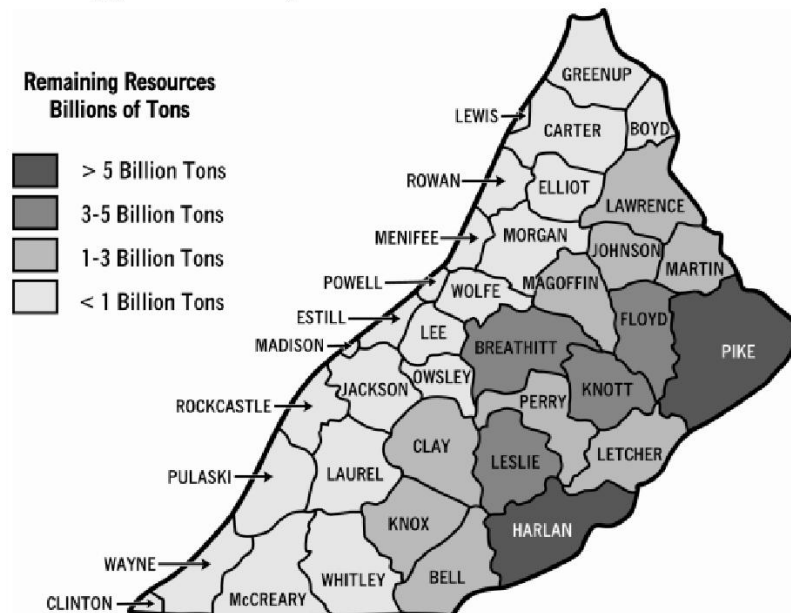 Remaining Resources
Billions of Tons
> 5 Billion Tons
3-5 Billion Tons
1-3 Billion Tons
< 1 Billion Tons
GREENUP
LEWIS
CARTER
BOYD
ROWAN
ELLIOT
LAWRENCE
MENIFEE
MORGAN
JOHNSON
MARTIN
POWELL
WOLFE
MAGOFFIN
ESTILL
LEE
FLOYD
MADISON
BREATHITT
PIKE
JACKSON
OWSLEY
KNOTT
ROCKCASTLE
PERRY
CLAY
LETCHER
PULASKI
LAUREL
LESLIE
KNOX
HARLAN
WAYNE
WHITLEY
BELL
CLINTON
McCREARY